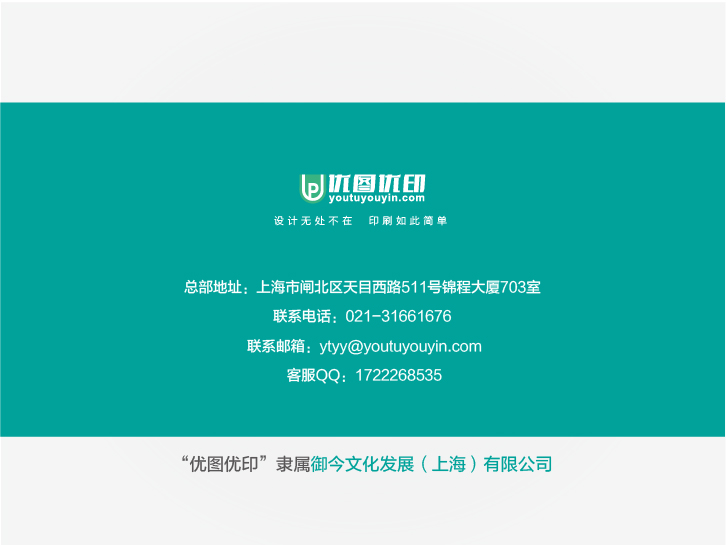 优图优印
youtuyouyin.com
设计无处不在 印刷如此简单
总部地址：上海市闸北区天目西路511号锦程大厦703室
联系电话：021-31661676
联系邮箱：ytyy@youtuyouyin.com
客服QQ：1722268535
“优图优印”隶属御今文化发展（上海）有限公司